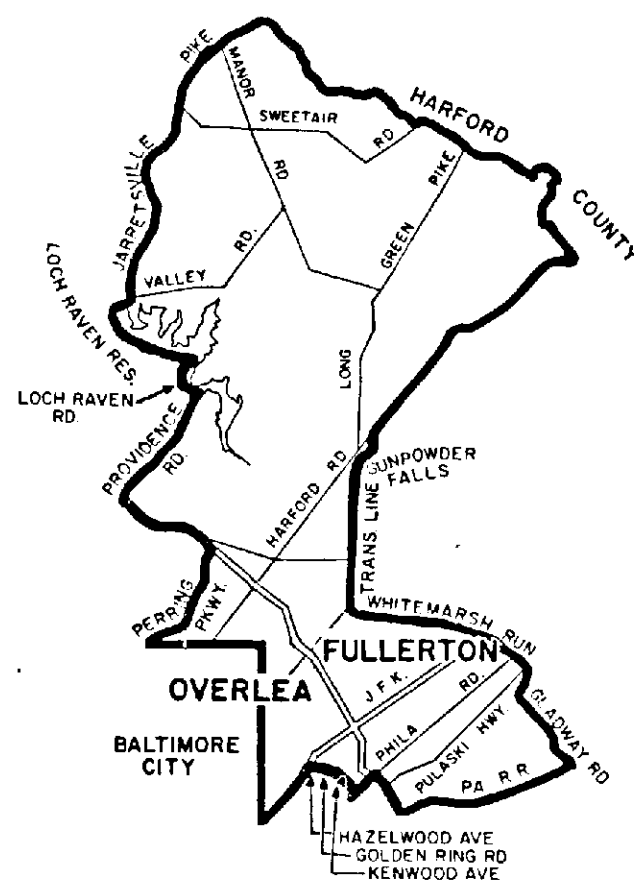 PIKE
MANOR
RD
SWEETAIR
RD
HARFORD
COUNTY
JARRETSVILLE
GREEN
PIKE
VALLEY
RD.
LOCH RAVEN RES.
LONG
LOCH RAVEN
RD.
PROVIDENCE
RD.
HARFORD RD
GUNPOWDER
FALLS
TRANS LINE
PERRING
PKWY.
WHITEMARSH RUN
FULLERTON
OVERLEA
J.F.K.
PHILA
RD.
PULASKI HWY.
GLADWAY RD
BALTIMORE
CITY
PA R R
HAZELWOOD AVE
GOLDEN RING RD
KENWOOD AVE